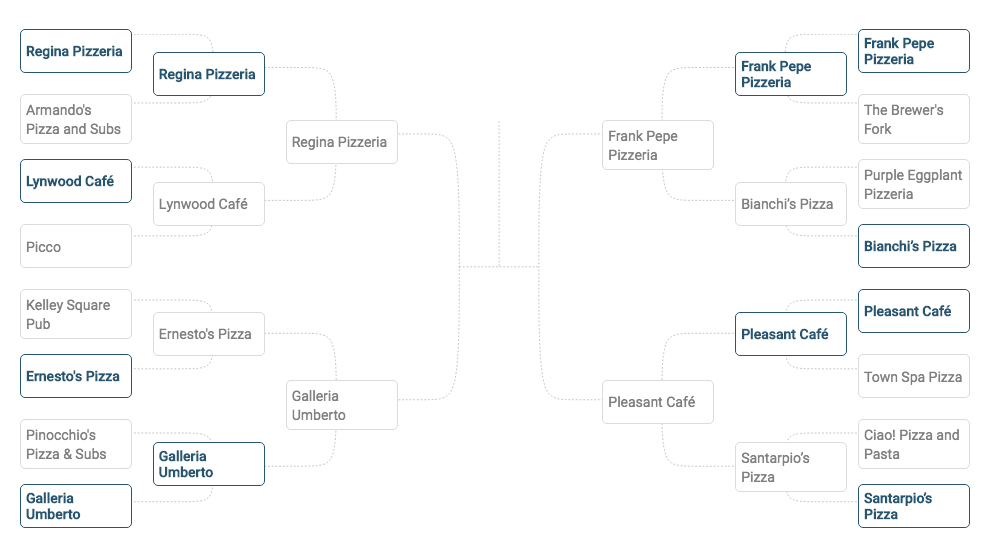 Regina Pizzeria
Armando's
Pizza and Subs
Lynwood Café
Picco
Kelley Square
Pub
Ernesto's Pizza
Pinocchio's
Pizza & Subs
Galleria
Umberto
Regina Pizzeria
Lynwood Café
Ernesto's Pizza
Galleria
Umberto
Regina Pizzeria
Galleria
Umberto
Frank Pepe
Pizzeria
Pleasant Café
Frank Pepe
Pizzeria
Bianchi’s Pizza
Pleasant Café
Santarpio’s
Pizza
Frank Pepe
Pizzeria
The Brewer's
Fork
Purple Eggplant
Pizzeria
Bianchi’s Pizza
Pleasant Café
Town Spa Pizza
Ciao! Pizza and
Pasta
Santarpio’s
Pizza